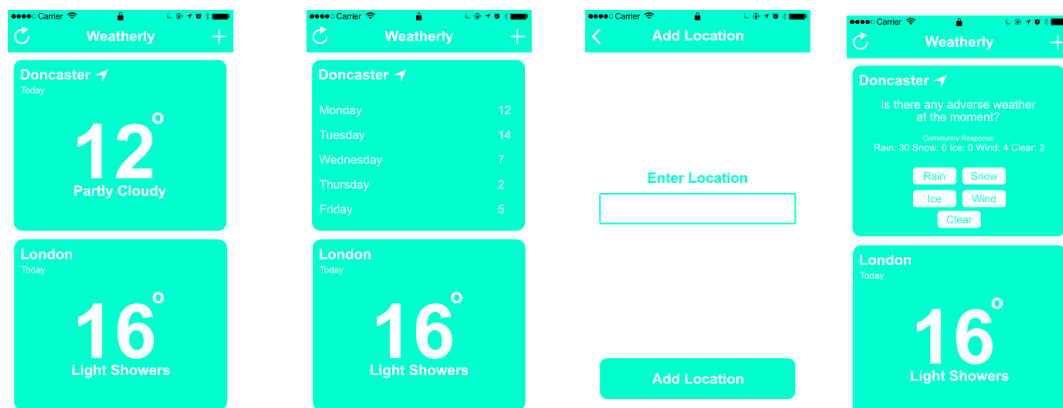 Carrier
Weatherly
Doncaster
Today
12°
Partly Cloudy
London
Today
16°
Light Showers
Carrier
Weatherly
Doncaster
Monday 12
Tuesday 14
Wednesday 7
Thursday 2
Friday 5
London
Today
16°
Light Showers
Carrier
Add Location
Enter Location
Add Location
Carrier
Weatherly
Doncaster
Is there any adverse weather
at the moment?
Community Response:
Rain: 30 Snow: 0 Ice: 0 Wind: 4 Clear: 2
Rain Snow
Ice Wind
Clear
London
Today
16°
Light Showers